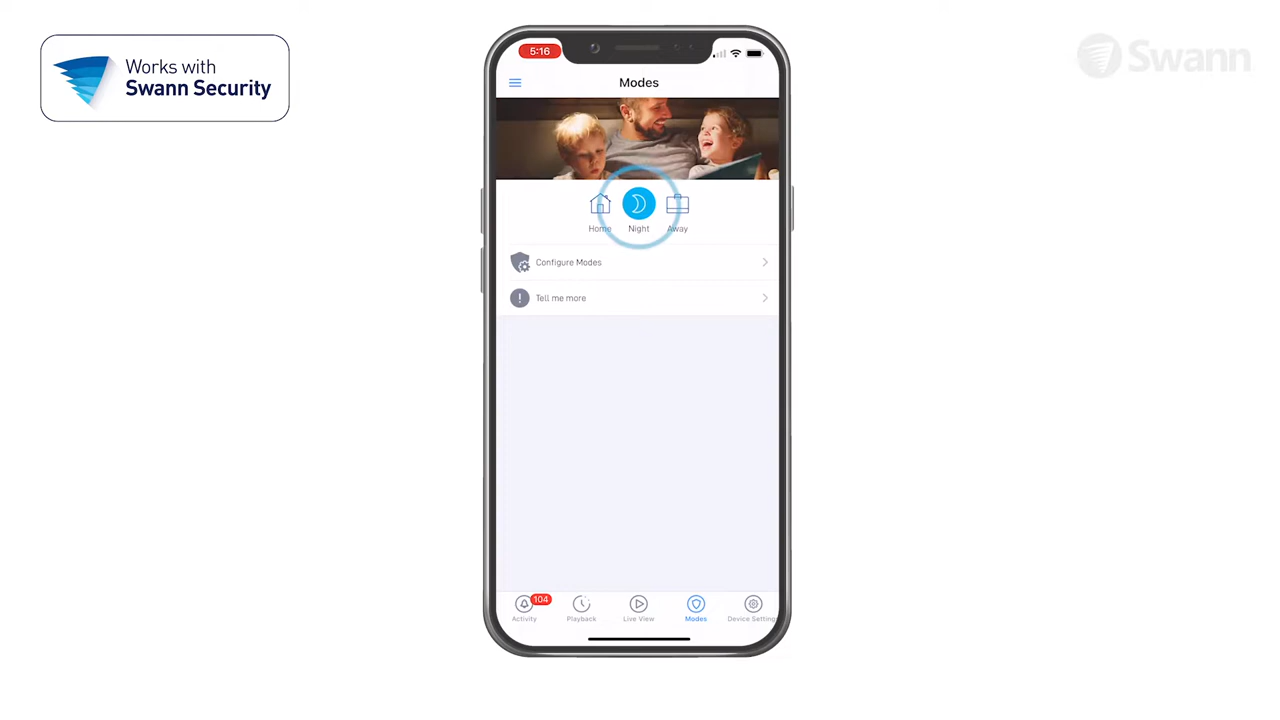 Works with
Swann Security
Swann
5:16
Modes
Home
Night
Away
Configure Modes
Tell me more
104
Activity
Playback
Live View
Modes
Device Setting